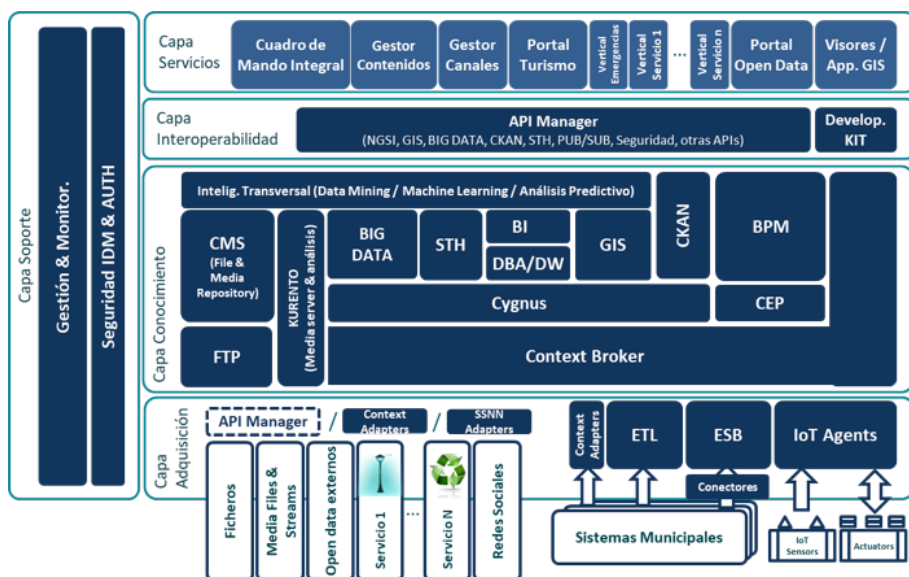 Capa Soporte
Gestión & Monitor.
Seguridad IDM & AUTH
Capa
Servicios
Cuadro de
Mando Integral
Gestor
Contenidos
Gestor
Canales
Portal
Turismo
Vertical
Emergencias
Vertical
Servicio 1
...
Vertical
Servicio n
Portal
Open Data
Visores /
App. GIS
Capa
Interoperabilidad
API Manager
(NGSI, GIS, BIG DATA, CKAN, STH, PUB/SUB, Seguridad, otras APIs)
Develop.
KIT
Capa Conocimiento
Intelig. Transversal (Data Mining / Machine Learning / Análisis Predictivo)
CMS
(File &
Media
Repository)
KURENTO
(Media server & análisis)
BIG
DATA
STH
BI
DBA/DW
GIS
CKAN
BPM
Cygnus
CEP
FTP
Context Broker
Capa
Adquisición
API Manager
/
Context
Adapters
/
SSNN
Adapters
Ficheros
Media Files &
Streams
Open data externos
Servicio 1
...
Servicio N
Redes Sociales
Context
Adapters
ETL
ESB
IoT Agents
Conectores
Sistemas Municipales
IoT
Sensors
Actuators